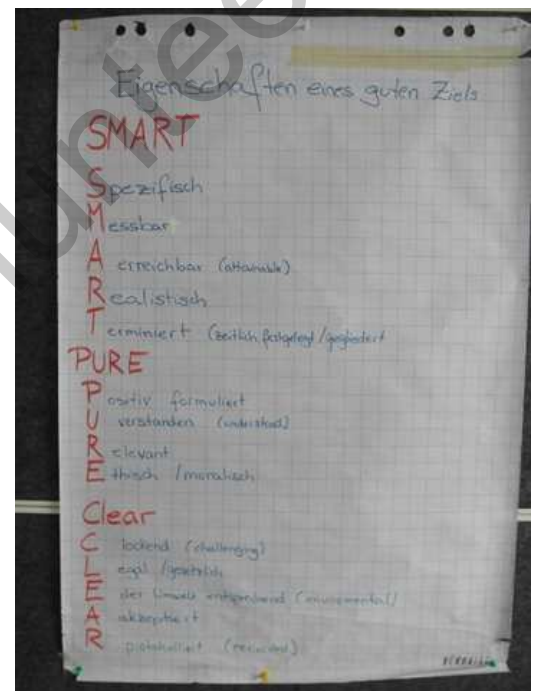 Eigenschaften eines guten Ziels
SMART
Spezifisch
Messbar
A erreichbar (attainable)
Realistisch
Terminiert (zeitlich festgelegt /gegliedert
PURE
Positiv formuliert
U verstanden (understood)
Relevant
Ethisch /moralisch
Clear
C lockend (challenging)
Legal /gesetzlich
E der Umwelt entsprechend (environmental)
A akzeptiert
R protokolliert (recorded)